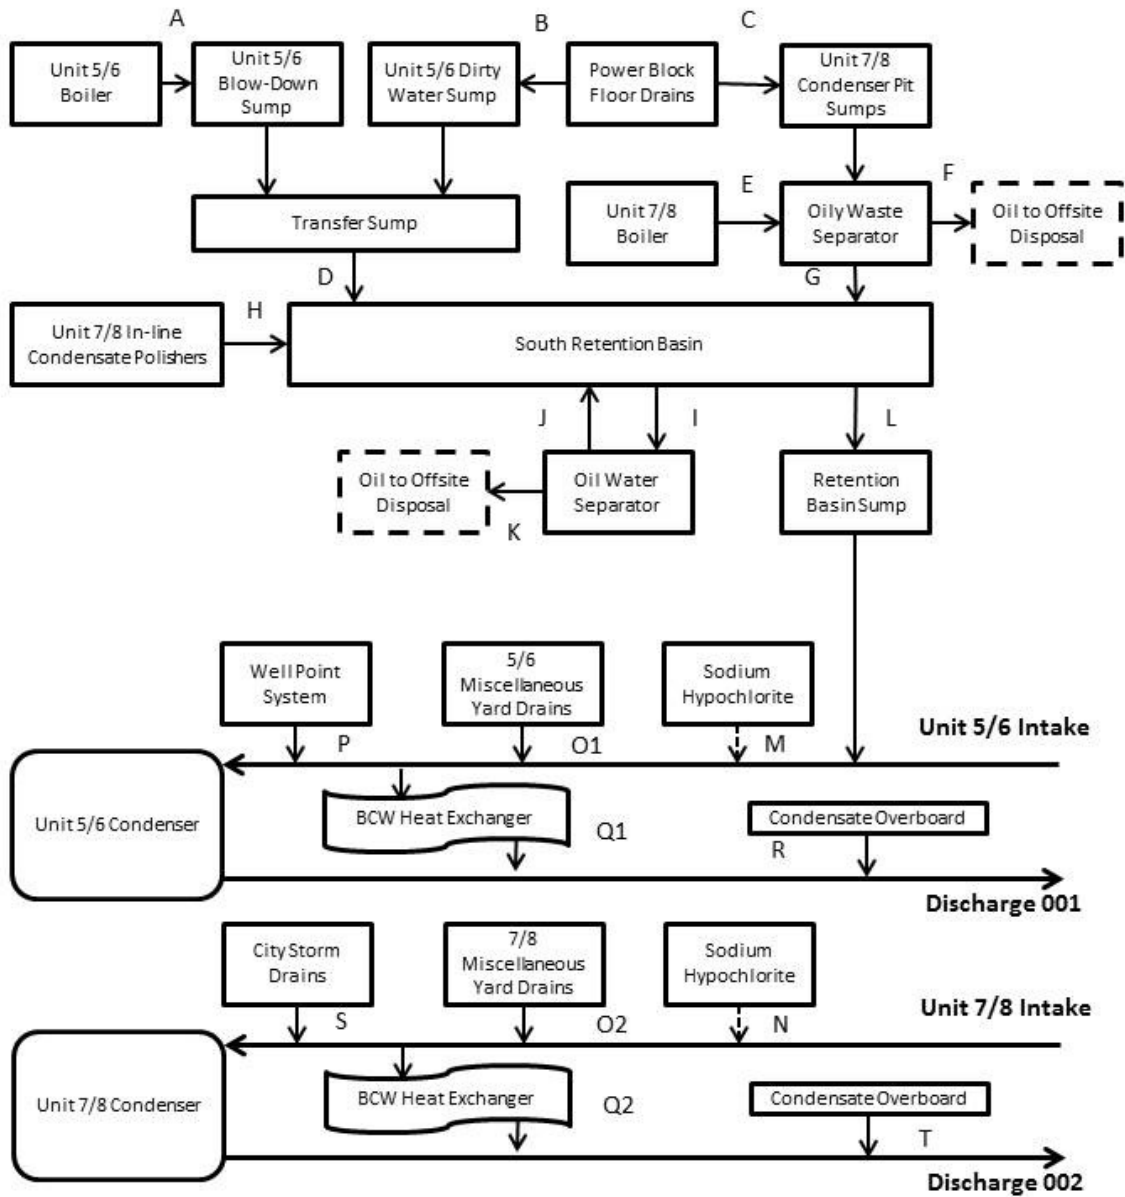 A
B
C
Unit 5/6
Boiler
Unit 5/6
Blow-Down
Sump
Unit 5/6 Dirty
Water Sump
Power Block
Floor Drains
Unit 7/8
Condenser Pit
Sumps
E
F
Transfer Sump
Unit 7/8
Boiler
Oily Waste
Separator
Oil to Offsite
Disposal
D
G
H
Unit 7/8 In-line
Condensate Polishers
South Retention Basin
J
I
L
Oil to Offsite
Disposal
K
Oil Water
Separator
Retention
Basin Sump
Well Point
System
5/6
Miscellaneous
Yard Drains
Sodium
Hypochlorite
Unit 5/6 Intake
P
O1
M
Unit 5/6 Condenser
BCW Heat Exchanger
Q1
Condensate Overboard
R
Discharge 001
City Storm
Drains
7/8
Miscellaneous
Yard Drains
Sodium
Hypochlorite
Unit 7/8 Intake
S
O2
N
Unit 7/8 Condenser
BCW Heat Exchanger
Q2
Condensate Overboard
T
Discharge 002